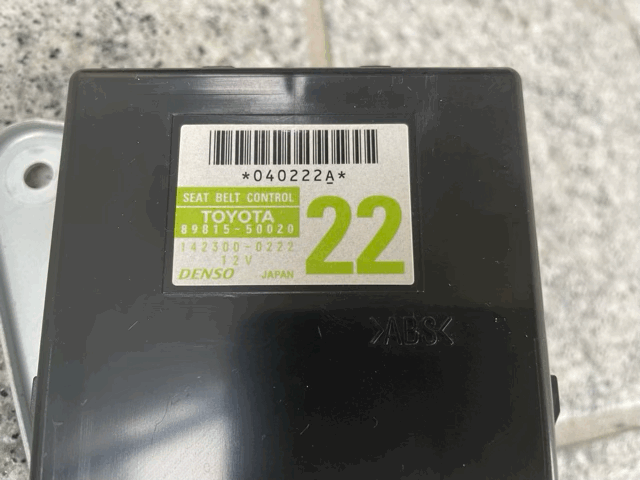 *040222A*
SEAT BELT CONTROL
TOYOTA
89815-50020
142300-0222
12V
DENSO JAPAN
22
>ABS<